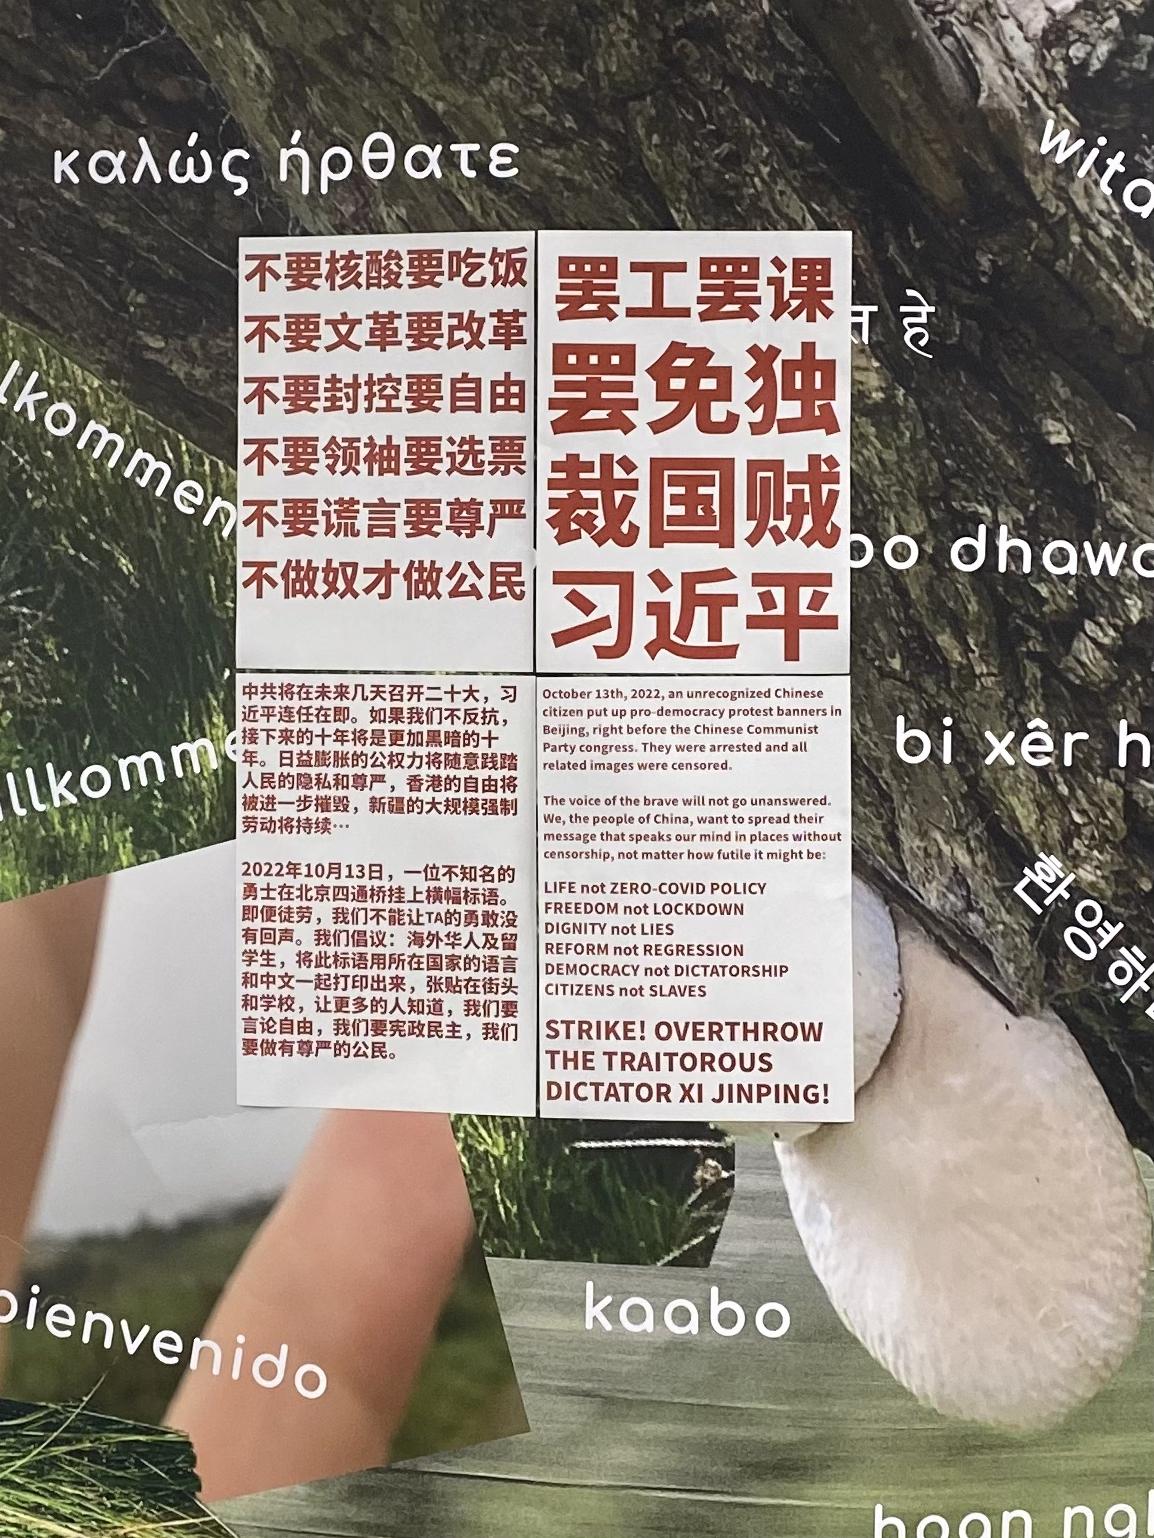 καλώς ήρθατε
不要核酸要吃饭
不要文革要改革
不要封控要自由
不要领袖要选票
不要谎言要尊严
不做奴才做公民
罢工罢课
罢免独
裁国贼
习近平
है
中共将在未来几天召开二十大，习
近平连任在即。如果我们不反抗，
接下来的十年将是更加黑暗的十
年。日益膨胀的公权力将随意践踏
人民的隐私和尊严，香港的自由将
被进一步摧毁，新疆的大规模强制
劳动将持续…
2022年10月13日，一位不知名的
勇士在北京四通桥挂上横幅标语。
即便徒劳，我们不能让TA的勇敢没
有回声。我们倡议：海外华人及留
学生，将此标语用所在国家的语言
和中文一起打印出来，张贴在街头
和学校，让更多的人知道，我们要
言论自由，我们要宪政民主，我们
要做有尊严的公民。
October 13th, 2022, an unrecognized Chinese
citizen put up pro-democracy protest banners in
Beijing, right before the Chinese Communist
Party congress. They were arrested and all
related images were censored.
The voice of the brave will not go unanswered.
We, the people of China, want to spread their
message that speaks our mind in places without
censorship, not matter how futile it might be:
LIFE not ZERO-COVID POLICY
FREEDOM not LOCKDOWN
DIGNITY not LIES
REFORM not REGRESSION
DEMOCRACY not DICTATORSHIP
CITIZENS not SLAVES
STRIKE! OVERTHROW
THE TRAITOROUS
DICTATOR XI JINPING!
bi xêr
kaabo
bienvenido